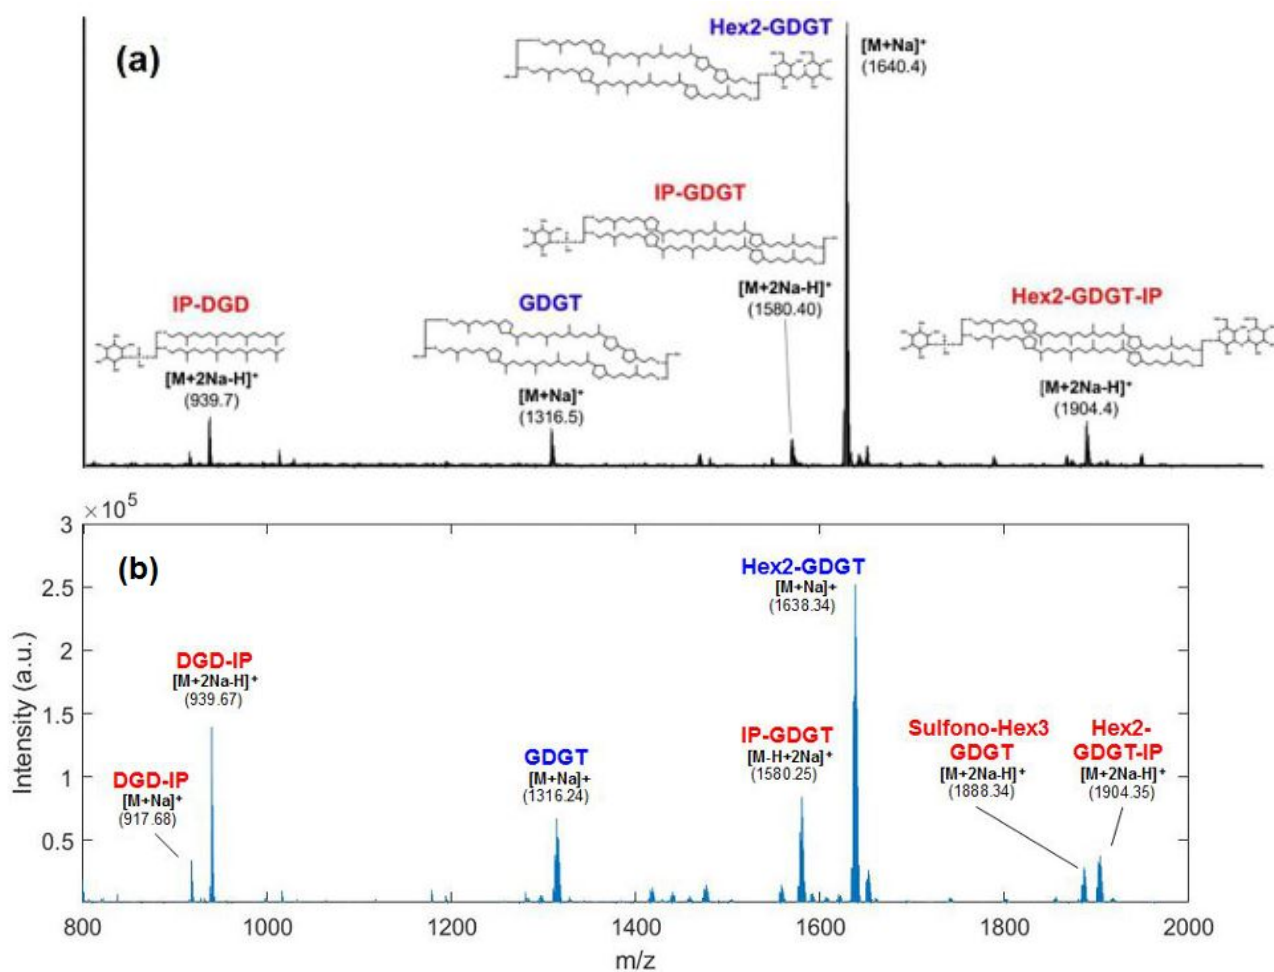 (a)
Hex2-GDGT
[M+Na]⁺
(1640.4)
IP-GDGT
[M+2Na-H]⁺
(1580.40)
IP-DGD
[M+2Na-H]⁺
(939.7)
GDGT
[M+Na]⁺
(1316.5)
Hex2-GDGT-IP
[M+2Na-H]⁺
(1904.4)
×10⁵
(b)
3
2.5
2
1.5
1
0.5
Intensity (a.u.)
DGD-IP
[M+Na]⁺
(917.68)
DGD-IP
[M+2Na-H]⁺
(939.67)
GDGT
[M+Na]+
(1316.24)
IP-GDGT
[M-H+2Na]⁺
(1580.25)
Hex2-GDGT
[M+Na]+
(1638.34)
Sulfono-Hex3
GDGT
[M+2Na-H]⁺
(1888.34)
Hex2-
GDGT-IP
[M+2Na-H]⁺
(1904.35)
800 1000 1200 1400 1600 1800 2000
m/z